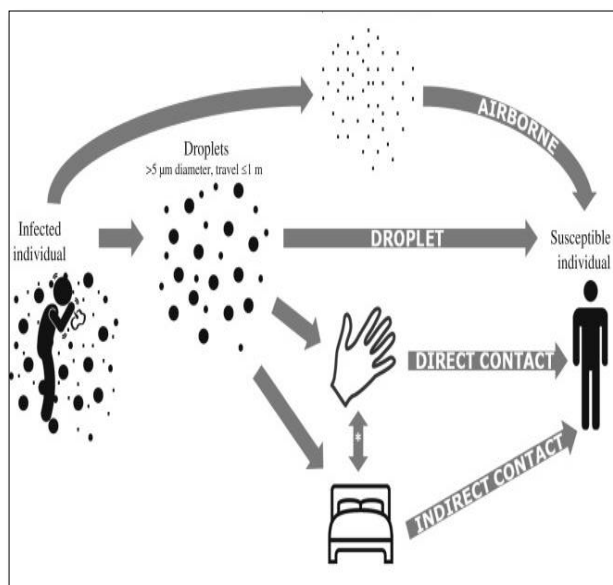 AIRBORNE
Droplets
>5 μm diameter, travel ≤1 m
Infected
individual
DROPLET
Susceptible
individual
DIRECT CONTACT
*
INDIRECT CONTACT